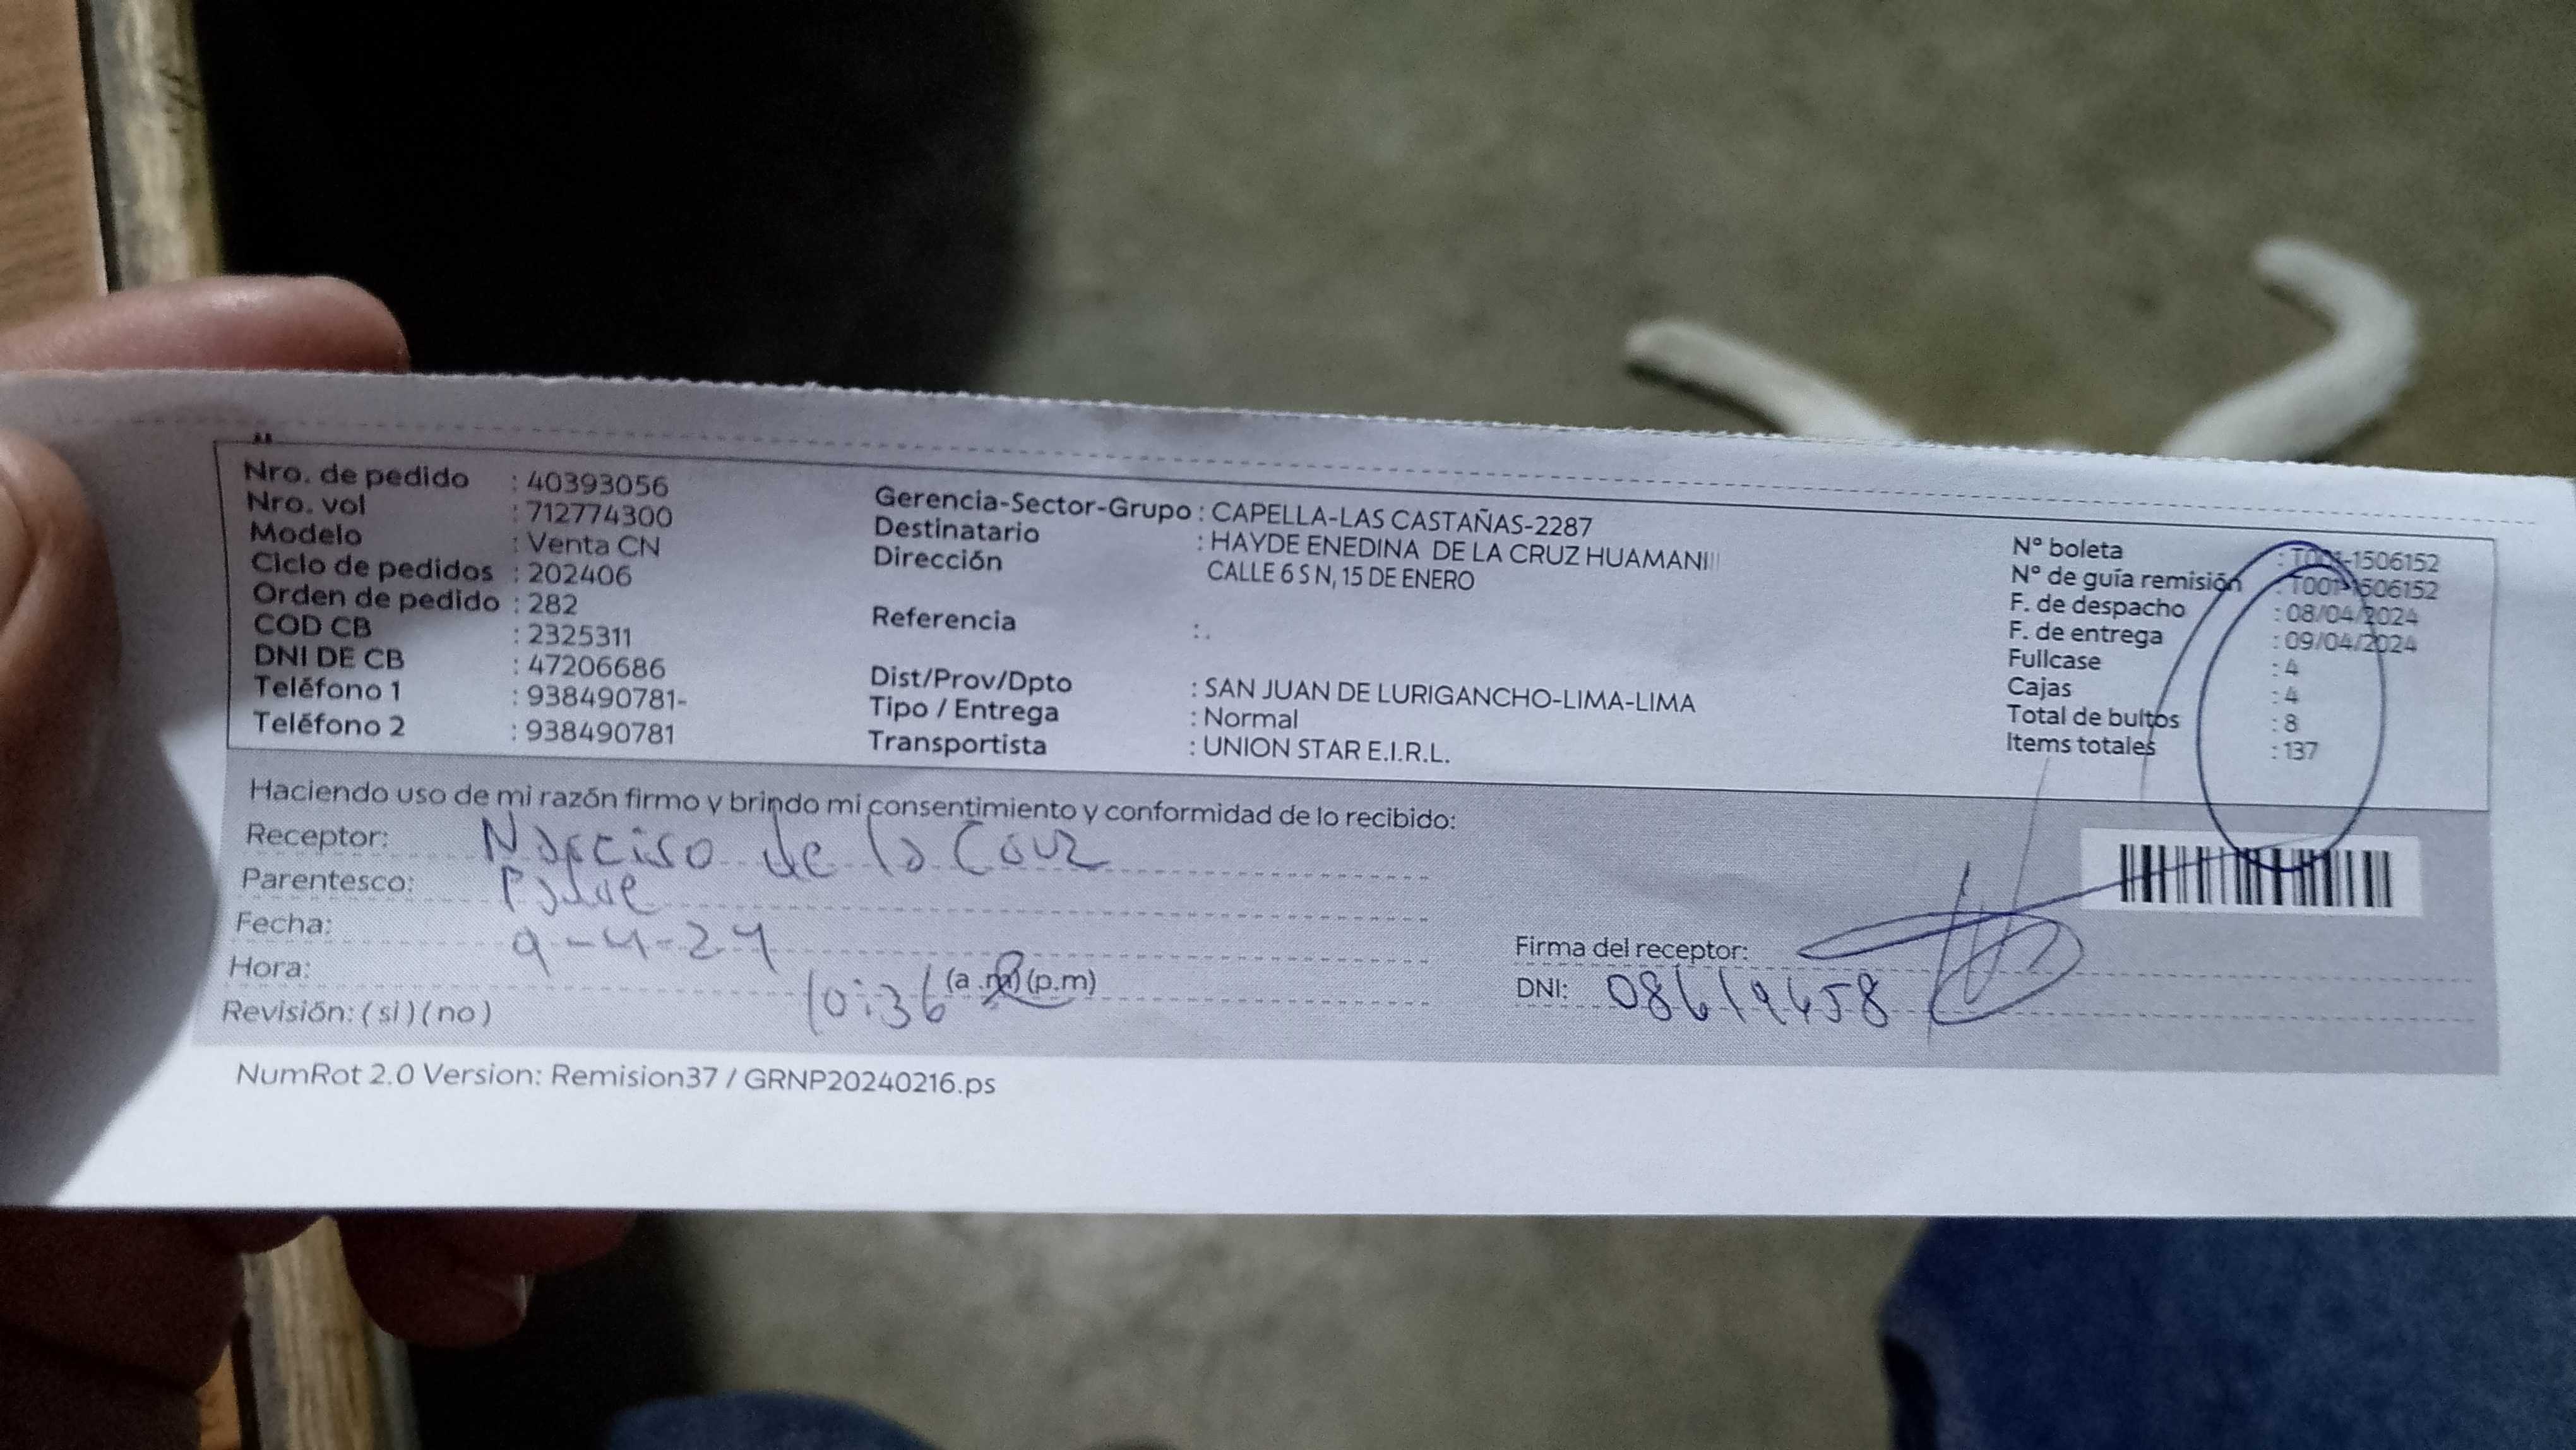 Nro. de pedido : 40393056
Nro. vol : 712774300
Modelo : Venta CN
Ciclo de pedidos : 202406
Orden de pedido : 282
COD CB : 2325311
DNI DE CB : 47206686
Teléfono 1 : 938490781-
Teléfono 2 : 938490781
Gerencia-Sector-Grupo : CAPELLA-LAS CASTAÑAS-2287
Destinatario : HAYDE ENEDINA DE LA CRUZ HUAMANI
Dirección CALLE 6 S N, 15 DE ENERO
Referencia : .
Dist/Prov/Dpto : SAN JUAN DE LURIGANCHO-LIMA-LIMA
Tipo / Entrega : Normal
Transportista : UNION STAR E.I.R.L.
N° boleta : T001-1506152
N° de guía remisión : T001-1506152
F. de despacho : 08/04/2024
F. de entrega : 09/04/2024
Fullcase : 4
Cajas : 4
Total de bultos : 8
Items totales : 137
Haciendo uso de mi razón firmo y brindo mi consentimiento y conformidad de lo recibido:
Receptor: Narciso de la Cruz
Parentesco: Padre
Fecha: 9-4-24
Hora: 10:36 (a.m) (p.m)
Revisión: ( si ) ( no )
Firma del receptor:
DNI: 08619458
NumRot 2.0 Version: Remision37 / GRNP20240216.ps